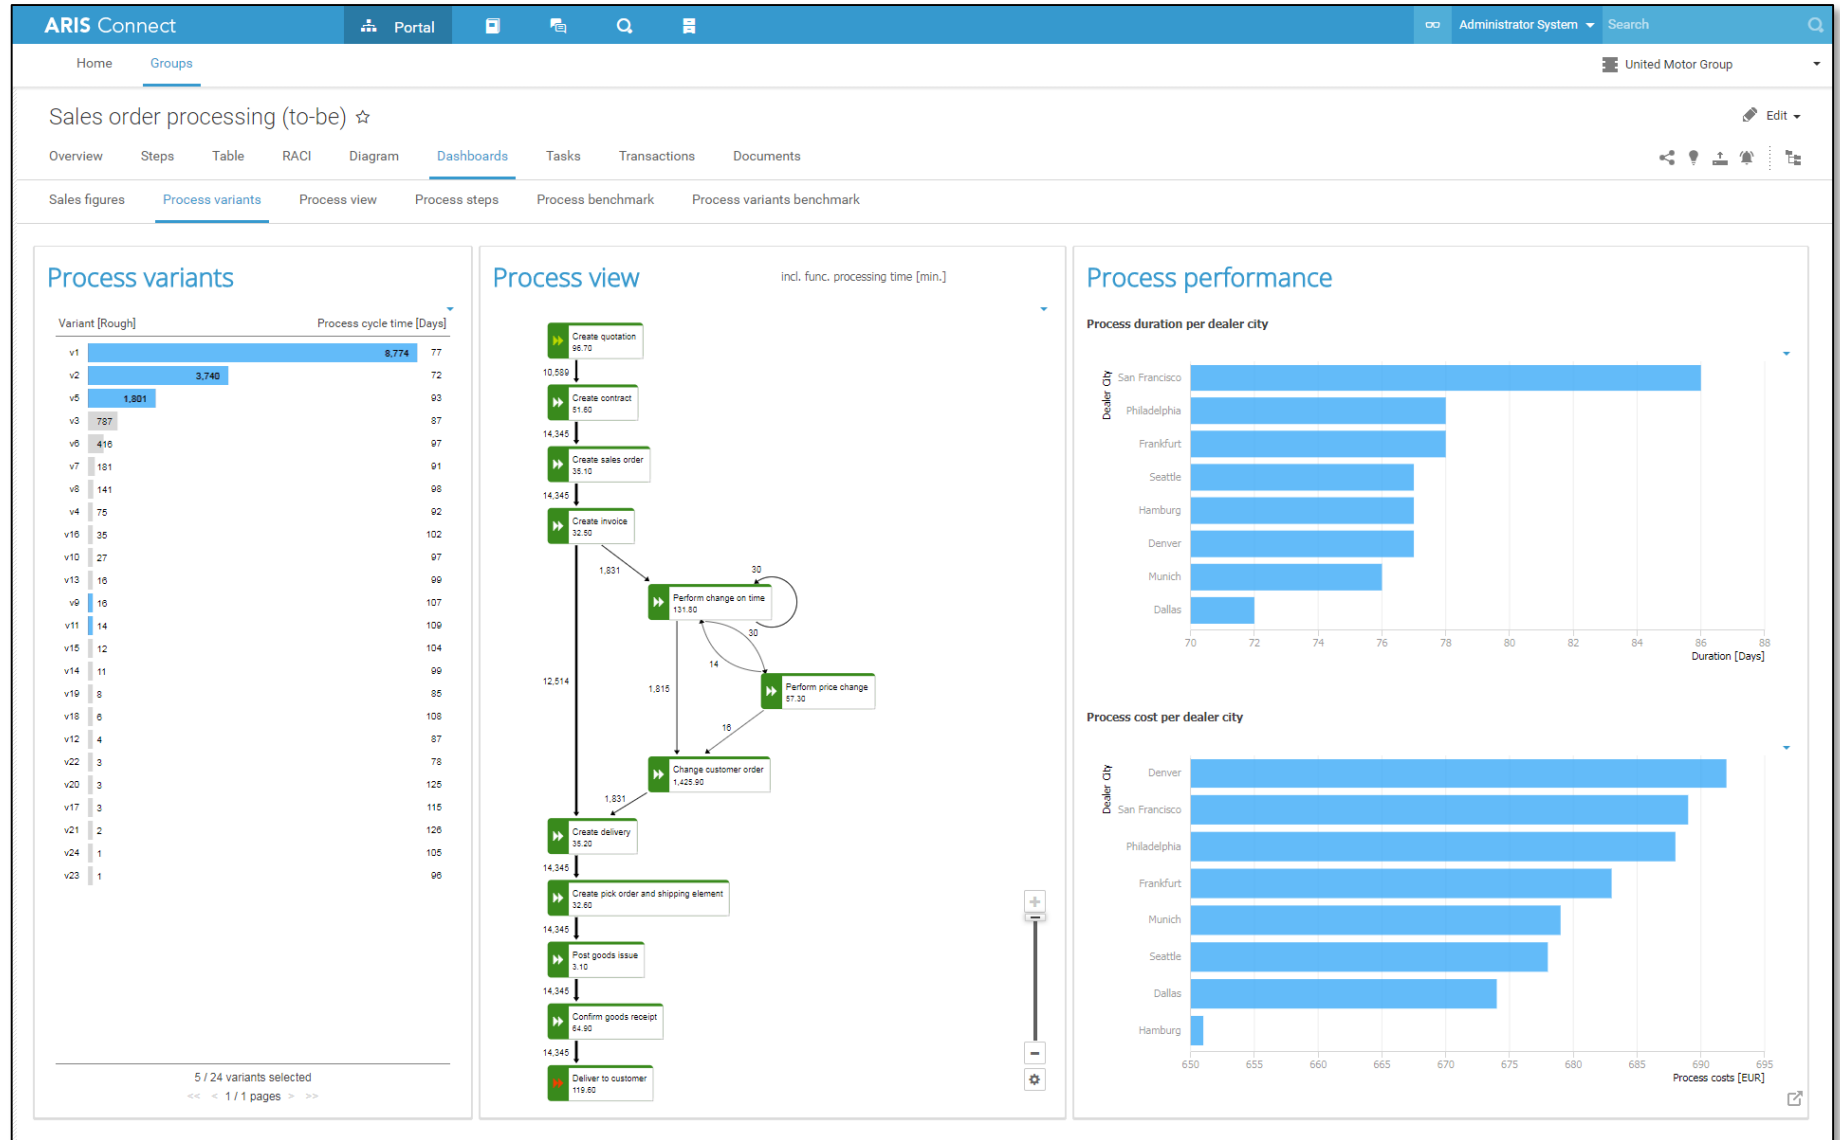 ARIS Connect
Portal
Administrator System
Search
Home
Groups
United Motor Group
Sales order processing (to-be)
Edit
Overview
Steps
Table
RACI
Diagram
Dashboards
Tasks
Transactions
Documents
Sales figures
Process variants
Process view
Process steps
Process benchmark
Process variants benchmark
Process variants
Variant [Rough] Process cycle time [Days]
v1 8,774 77
v2 3,740 72
v5 1,801 93
v3 787 87
v6 416 97
v7 181 91
v8 141 98
v4 75 92
v16 35 102
v10 27 97
v13 16 99
v9 16 107
v11 14 109
v15 12 104
v14 11 99
v19 8 85
v18 6 108
v12 4 87
v22 3 78
v20 3 125
v17 3 115
v21 2 126
v24 1 105
v23 1 96
5 / 24 variants selected
<< < 1 / 1 pages > >>
Process view
incl. func. processing time [min.]
Create quotation
96.70
10,589
Create contract
51.60
14,345
Create sales order
35.10
14,345
Create invoice
32.50
1,831
30
Perform change on time
131.80
30
14
12,514
1,815
Perform price change
57.30
16
Change customer order
1,425.90
1,831
Create delivery
35.20
14,345
Create pick order and shipping element
32.60
14,345
Post goods issue
3.10
14,345
Confirm goods receipt
64.90
14,345
Deliver to customer
119.60
Process performance
Process duration per dealer city
Dealer City
San Francisco
Philadelphia
Frankfurt
Seattle
Hamburg
Denver
Munich
Dallas
70 72 74 76 78 80 82 84 86 88
Duration [Days]
Process cost per dealer city
Dealer City
Denver
San Francisco
Philadelphia
Frankfurt
Munich
Seattle
Dallas
Hamburg
650 655 660 665 670 675 680 685 690 695
Process costs [EUR]